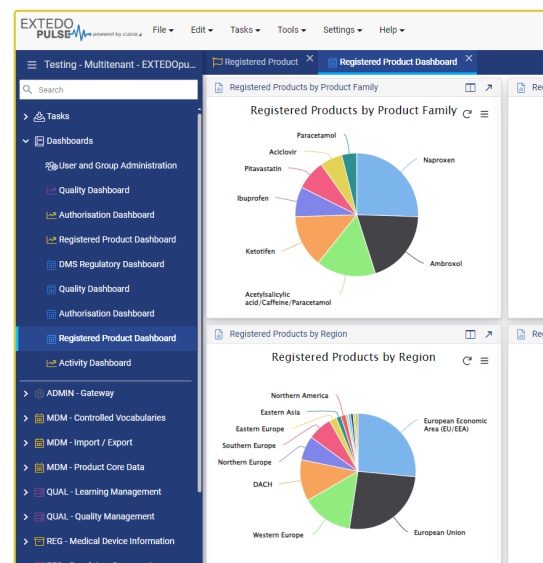 EXTEDO
PULSE powered by Calyx
File Edit Tasks Tools Settings Help
Testing - Multitenant - EXTEDOpu...
Search
Tasks
Dashboards
User and Group Administration
Quality Dashboard
Authorisation Dashboard
Registered Product Dashboard
DMS Regulatory Dashboard
Quality Dashboard
Authorisation Dashboard
Registered Product Dashboard
Activity Dashboard
ADMIN - Gateway
MDM - Controlled Vocabularies
MDM - Import / Export
MDM - Product Core Data
QUAL - Learning Management
QUAL - Quality Management
REG - Medical Device Information
Registered Product X
Registered Product Dashboard X
Registered Products by Product Family
Re
Registered Products by Product Family
Paracetamol
Aciclovir
Pitavastatin
Ibuprofen
Ketotifen
Acetylsalicylic
acid/Caffeine/Paracetamol
Naproxen
Ambroxol
Registered Products by Region
Re
Registered Products by Region
Northern America
Eastern Asia
Eastern Europe
Southern Europe
Northern Europe
DACH
Western Europe
European Economic
Area (EU/EEA)
European Union